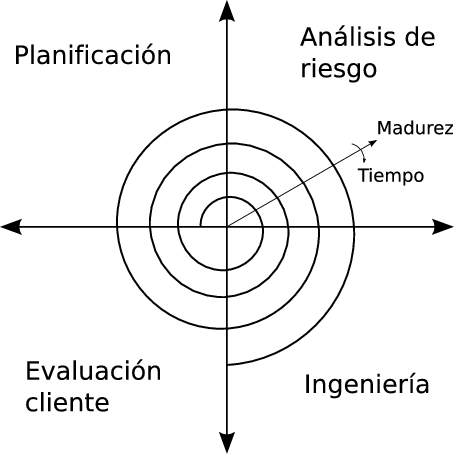 Planificación
Análisis de
riesgo
Madurez
Tiempo
Evaluación
cliente
Ingeniería